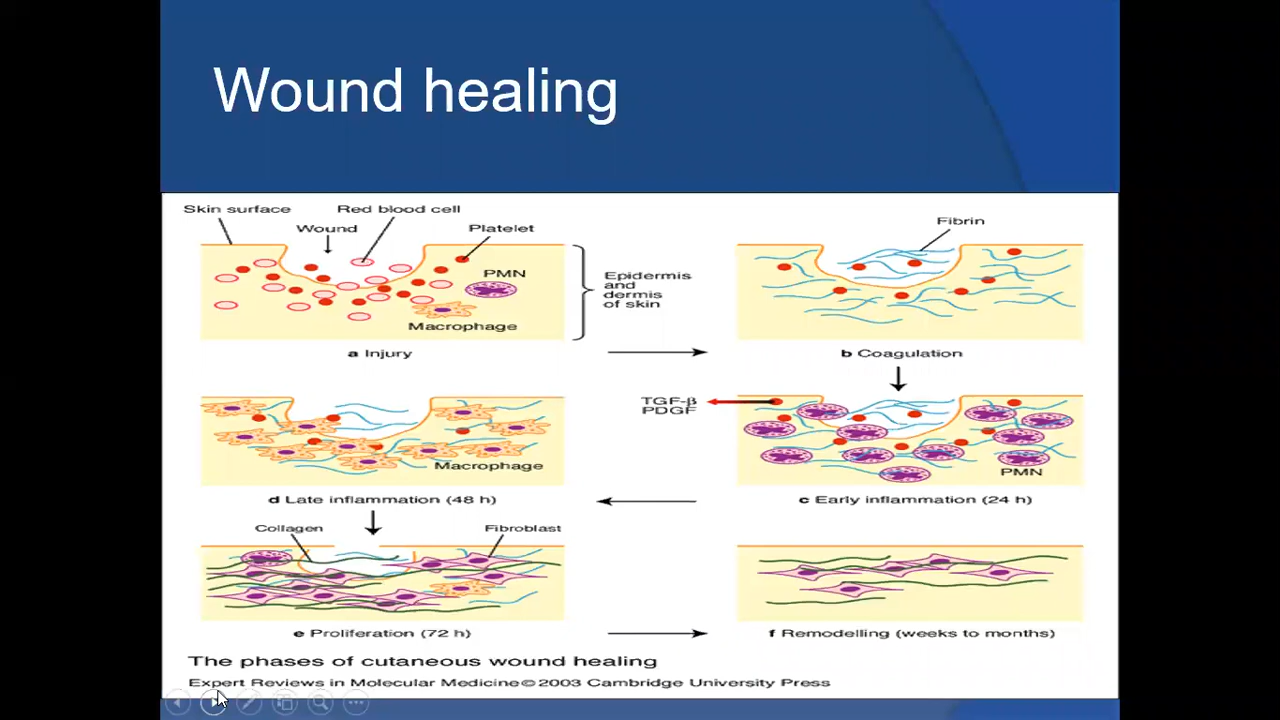 Wound healing
Skin surface
Red blood cell
Wound
Platelet
PMN
Macrophage
Epidermis
and
dermis
of skin
a Injury
Fibrin
b Coagulation
TGF-β
PDGF
PMN
c Early inflammation (24 h)
Macrophage
d Late inflammation (48 h)
Collagen
Fibroblast
e Proliferation (72 h)
f Remodelling (weeks to months)
The phases of cutaneous wound healing
Expert Reviews in Molecular Medicine©2003 Cambridge University Press